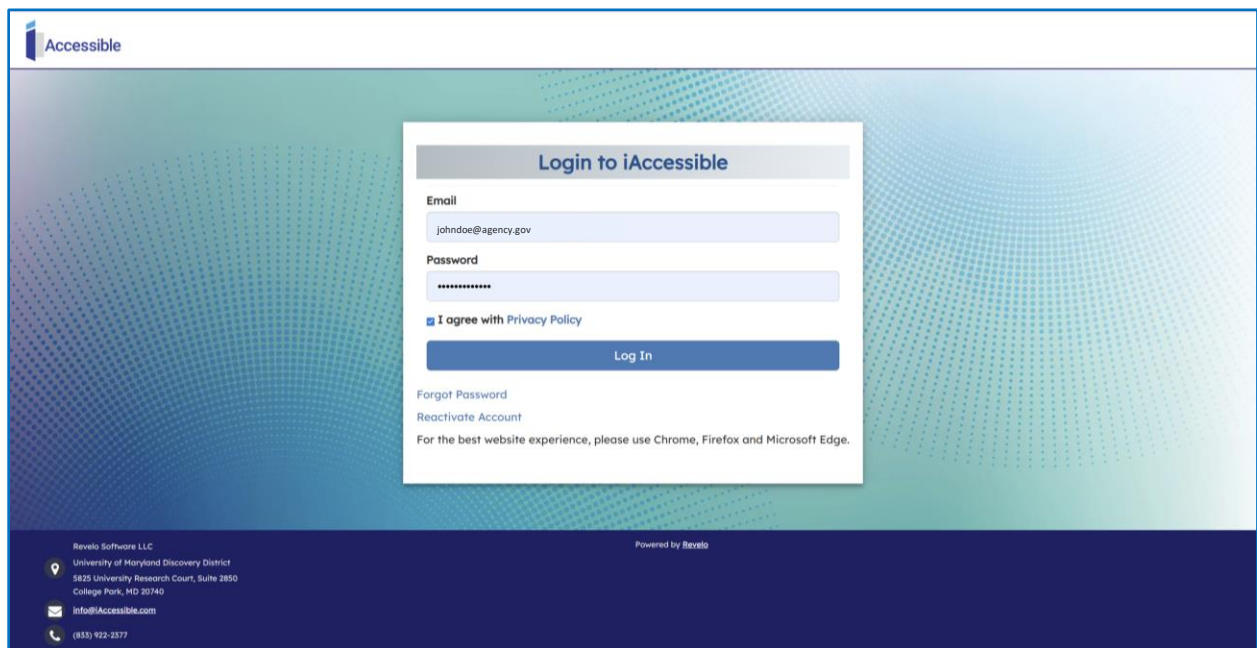 Accessible
Login to iAccessible
Email
johndoe@agency.gov
Password
•••••••••••••
I agree with Privacy Policy
Log In
Forgot Password
Reactivate Account
For the best website experience, please use Chrome, Firefox and Microsoft Edge.
Revelo Software LLC
University of Maryland Discovery District
5825 University Research Court, Suite 2850
College Park, MD 20740
info@iAccessible.com
(833) 922-2377
Powered by Revelo